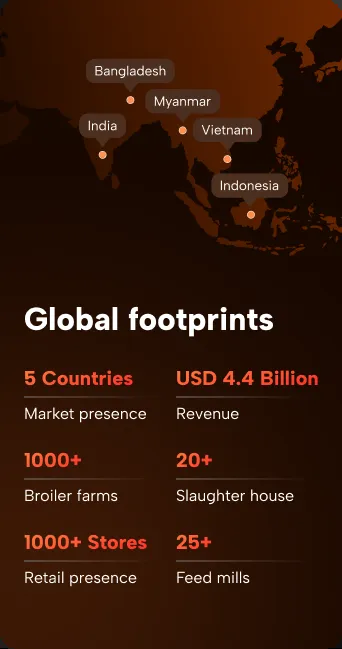 Bangladesh
Myanmar
India
Vietnam
Indonesia
Global footprints
5 Countries
Market presence
USD 4.4 Billion
Revenue
1000+
Broiler farms
20+
Slaughter house
1000+ Stores
Retail presence
25+
Feed mills